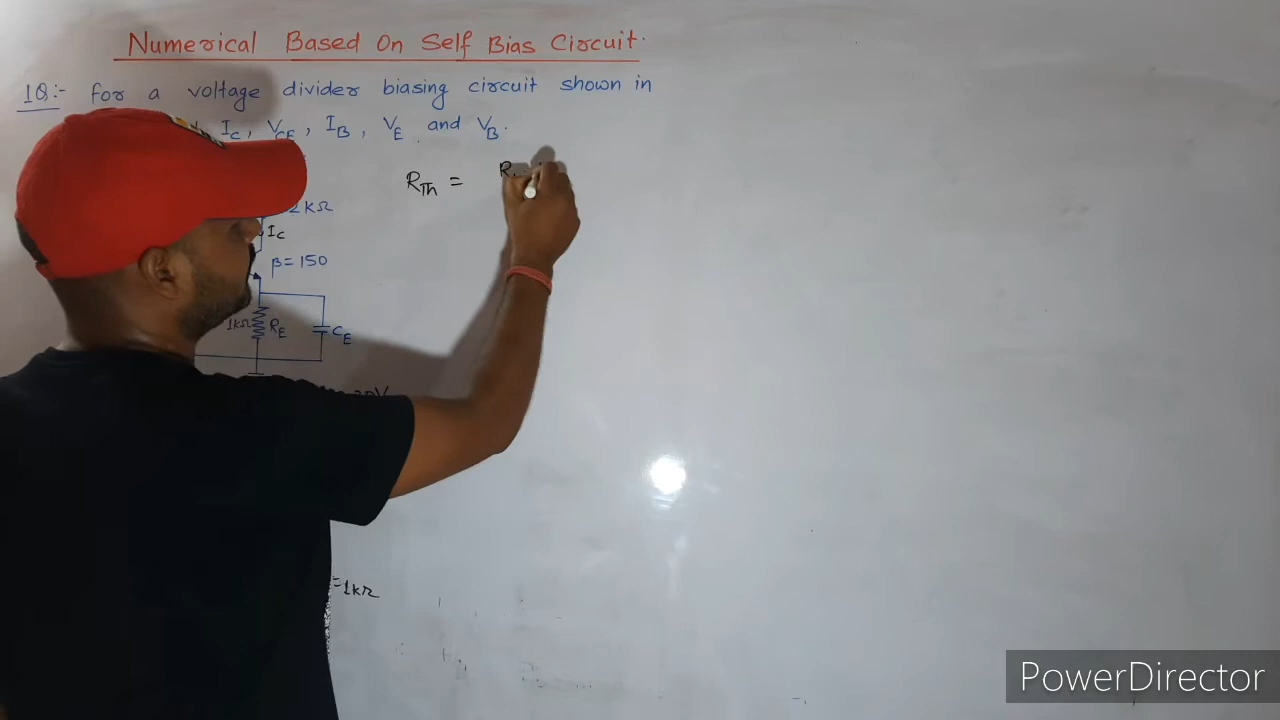 Numerical Based On Self Bias Circuit.
1Q:- for a voltage divider biasing circuit shown in
IC, VCE, IB, VE and VB.
RTh = R
2KΩ
IC
β=150
1KΩ RE CE
=1KΩ
PowerDirector